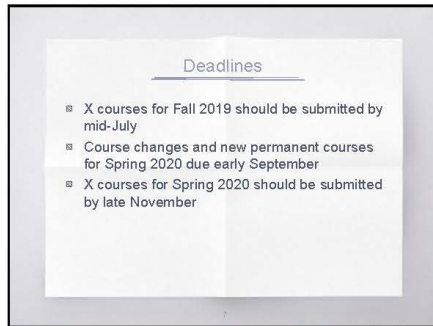 Deadlines
X courses for Fall 2019 should be submitted by
mid-July
Course changes and new permanent courses
for Spring 2020 due early September
X courses for Spring 2020 should be submitted
by late November
7